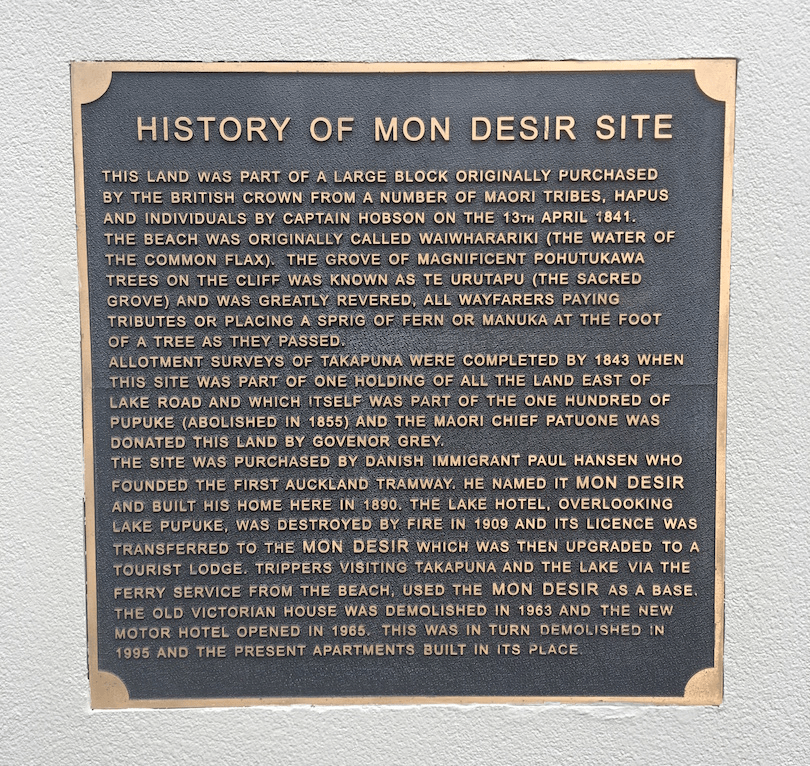 HISTORY OF MON DESIR SITE
THIS LAND WAS PART OF A LARGE BLOCK ORIGINALLY PURCHASED
BY THE BRITISH CROWN FROM A NUMBER OF MAORI TRIBES, HAPUS
AND INDIVIDUALS BY CAPTAIN HOBSON ON THE 13TH APRIL 1841.
THE BEACH WAS ORIGINALLY CALLED WAIWHARARIKI (THE WATER OF
THE COMMON FLAX). THE GROVE OF MAGNIFICENT POHUTUKAWA
TREES ON THE CLIFF WAS KNOWN AS TE URUTAPU (THE SACRED
GROVE) AND WAS GREATLY REVERED, ALL WAYFARERS PAYING
TRIBUTES OR PLACING A SPRIG OF FERN OR MANUKA AT THE FOOT
OF A TREE AS THEY PASSED.
ALLOTMENT SURVEYS OF TAKAPUNA WERE COMPLETED BY 1843 WHEN
THIS SITE WAS PART OF ONE HOLDING OF ALL THE LAND EAST OF
LAKE ROAD AND WHICH ITSELF WAS PART OF THE ONE HUNDRED OF
PUPUKE (ABOLISHED IN 1855) AND THE MAORI CHIEF PATUONE WAS
DONATED THIS LAND BY GOVENOR GREY.
THE SITE WAS PURCHASED BY DANISH IMMIGRANT PAUL HANSEN WHO
FOUNDED THE FIRST AUCKLAND TRAMWAY. HE NAMED IT MON DESIR
AND BUILT HIS HOME HERE IN 1890. THE LAKE HOTEL, OVERLOOKING
LAKE PUPUKE, WAS DESTROYED BY FIRE IN 1909 AND ITS LICENCE WAS
TRANSFERRED TO THE MON DESIR WHICH WAS THEN UPGRADED TO A
TOURIST LODGE. TRIPPERS VISITING TAKAPUNA AND THE LAKE VIA THE
FERRY SERVICE FROM THE BEACH, USED THE MON DESIR AS A BASE.
THE OLD VICTORIAN HOUSE WAS DEMOLISHED IN 1963 AND THE NEW
MOTOR HOTEL OPENED IN 1965. THIS WAS IN TURN DEMOLISHED IN
1995 AND THE PRESENT APARTMENTS BUILT IN ITS PLACE.